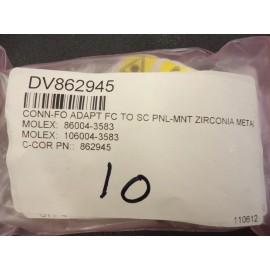 DV862945
CONN-FO ADAPT FC TO SC PNL-MNT ZIRCONIA META
MOLEX: 86004-3583
MOLEX: 106004-3583
C-COR PN:: 862945
10
110612